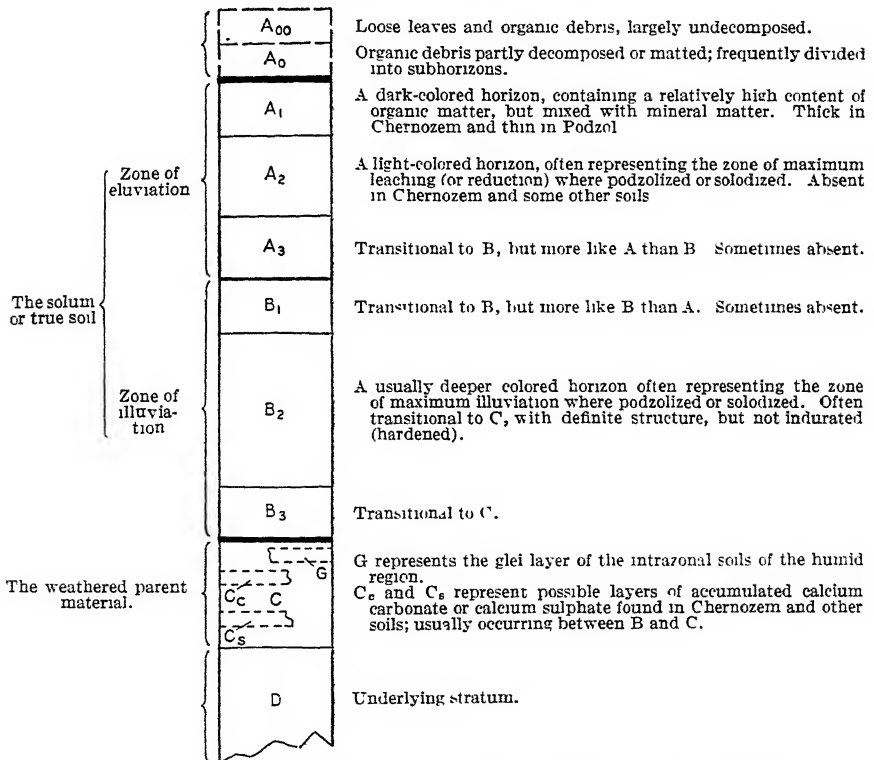 A00
Loose leaves and organic debris, largely undecomposed.
A0
Organic debris partly decomposed or matted; frequently divided
into subhorizons.
A1
A dark-colored horizon, containing a relatively high content of
organic matter, but mixed with mineral matter. Thick in
Chernozem and thin in Podzol
Zone of
eluviation
A2
A light-colored horizon, often representing the zone of maximum
leaching (or reduction) where podzolized or solodized. Absent
in Chernozem and some other soils
A3
Transitional to B, but more like A than B Sometimes absent.
The solum
or true soil
B1
Transitional to B, but more like B than A. Sometimes absent.
Zone of
illuvia-
tion
B2
A usually deeper colored horizon often representing the zone
of maximum illuviation where podzolized or solodized. Often
transitional to C, with definite structure, but not indurated
(hardened).
B3
Transitional to C.
The weathered parent
material.
G
Cc C
Cs
G represents the glei layer of the intrazonal soils of the humid
region.
Cc and Cs represent possible layers of accumulated calcium
carbonate or calcium sulphate found in Chernozem and other
soils; usually occurring between B and C.
D
Underlying stratum.